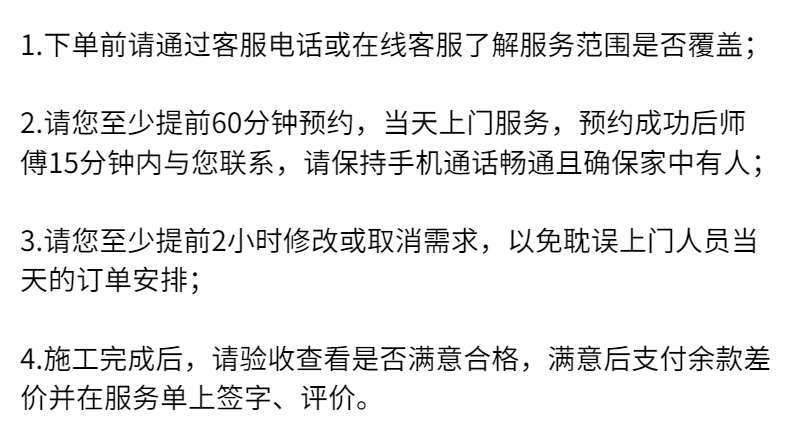 1.下单前请通过客服电话或在线客服了解服务范围是否覆盖；
2.请您至少提前60分钟预约，当天上门服务，预约成功后师
傅15分钟内与您联系，请保持手机通话畅通且确保家中有人；
3.请您至少提前2小时修改或取消需求，以免耽误上门人员当
天的订单安排；
4.施工完成后，请验收查看是否满意合格，满意后支付余款差
价并在服务单上签字、评价。